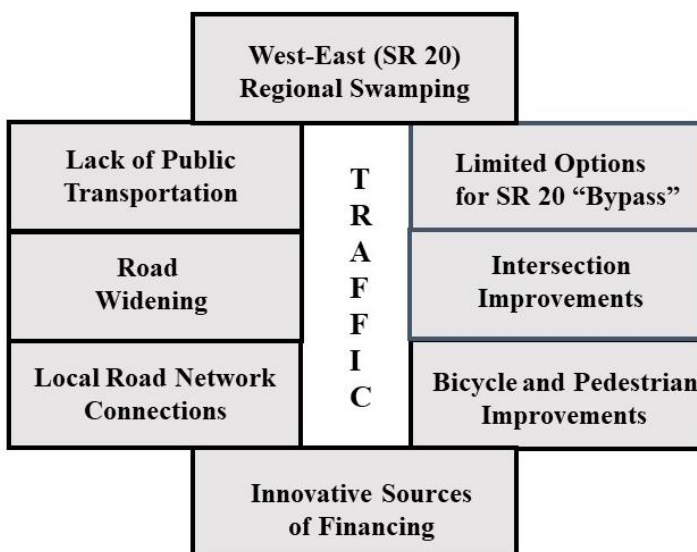 West-East (SR 20)
Regional Swamping
Lack of Public
Transportation
Limited Options
for SR 20 “Bypass”
TRAFFIC
Road
Widening
Intersection
Improvements
Local Road Network
Connections
Bicycle and Pedestrian
Improvements
Innovative Sources
of Financing